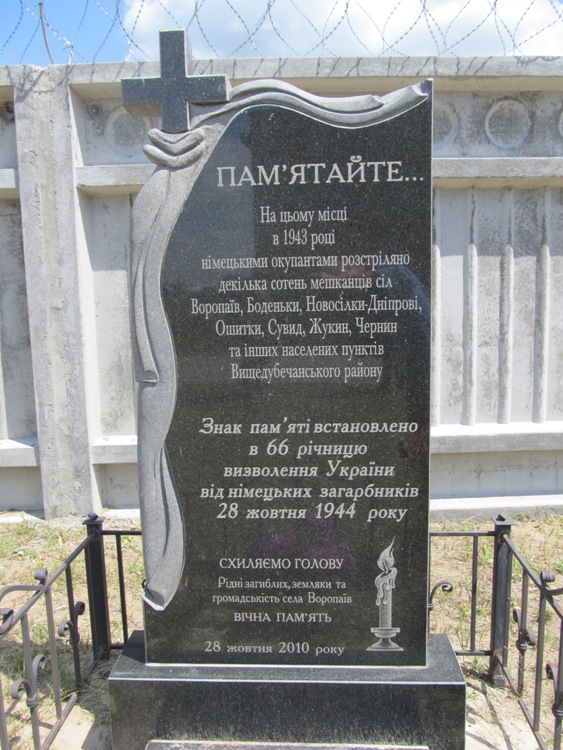 ПАМ'ЯТАЙТЕ...
На цьому місці
в 1943 році
німецькими окупантами розстріляно
декілька сотень мешканців сіл
Воропаїв, Боденьки, Новосілки-Дніпрові,
Ошитки, Сувид, Жукин, Чернин
та інших населених пунктів
Вищедубечанського району
Знак пам'яті встановлено
в 66 річницю
визволення України
від німецьких загарбників
28 жовтня 1944 року
СХИЛЯЄМО ГОЛОВУ
Рідні загиблих, земляки та
громадськість села Воропаїв
ВІЧНА ПАМ'ЯТЬ
28 жовтня 2010 року